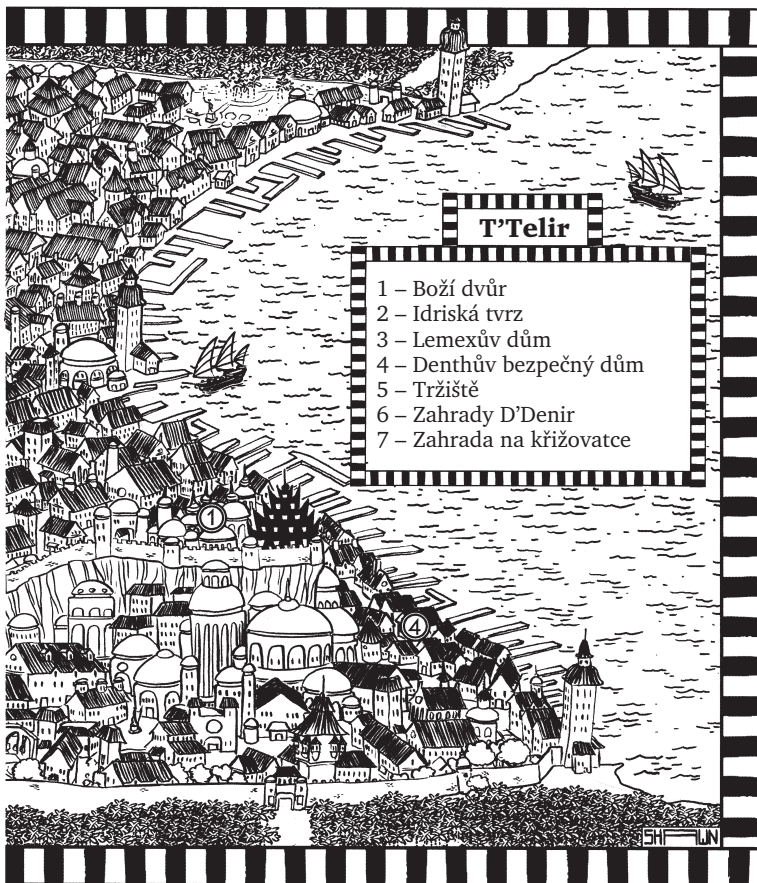 T’Telir
1 – Boží dvůr
2 – Idriská tvrz
3 – Lemexův dům
4 – Denthův bezpečný dům
5 – Tržiště
6 – Zahrady D’Denir
7 – Zahrada na křižovatce
1
4
SHAWN